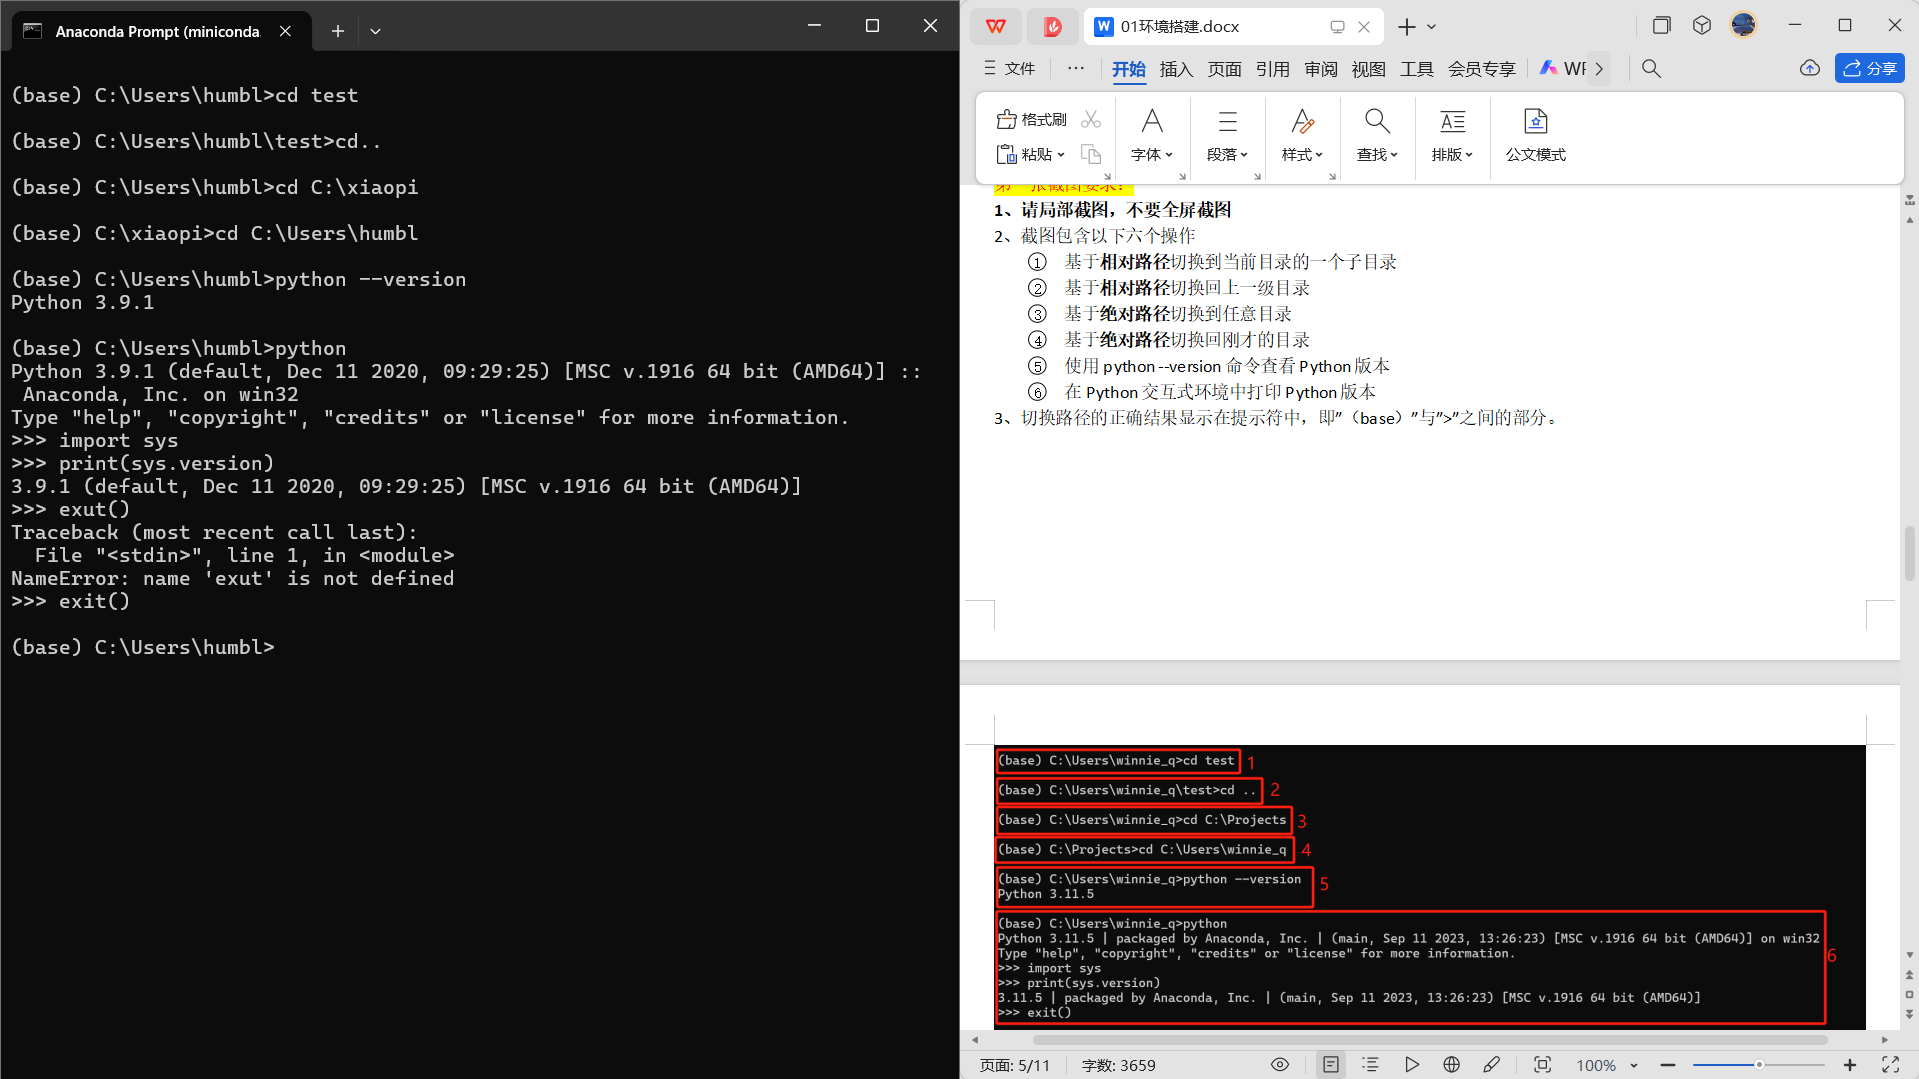 Anaconda Prompt (miniconda
(base) C:\Users\humbl>cd test
(base) C:\Users\humbl\test>cd..
(base) C:\Users\humbl>cd C:\xiaopi
(base) C:\xiaopi>cd C:\Users\humbl
(base) C:\Users\humbl>python --version
Python 3.9.1
(base) C:\Users\humbl>python
Python 3.9.1 (default, Dec 11 2020, 09:29:25) [MSC v.1916 64 bit (AMD64)] ::
Anaconda, Inc. on win32
Type "help", "copyright", "credits" or "license" for more information.
>>> import sys
>>> print(sys.version)
3.9.1 (default, Dec 11 2020, 09:29:25) [MSC v.1916 64 bit (AMD64)]
>>> exut()
Traceback (most recent call last):
  File "<stdin>", line 1, in <module>
NameError: name 'exut' is not defined
>>> exit()
(base) C:\Users\humbl>
01环境搭建.docx
文件 ··· 开始 插入 页面 引用 审阅 视图 工具 会员专享 分享
格式刷
粘贴 字体 段落 样式 查找 排版 公文模式
1、请局部截图，不要全屏截图
2、截图包含以下六个操作
① 基于相对路径切换到当前目录的一个子目录
② 基于相对路径切换回上一级目录
③ 基于绝对路径切换到任意目录
④ 基于绝对路径切换回刚才的目录
⑤ 使用 python --version 命令查看 Python 版本
⑥ 在 Python 交互式环境中打印 Python 版本
3、切换路径的正确结果显示在提示符中，即”（base）”与”>”之间的部分。
(base) C:\Users\winnie_q>cd test 1
(base) C:\Users\winnie_q\test>cd .. 2
(base) C:\Users\winnie_q>cd C:\Projects 3
(base) C:\Projects>cd C:\Users\winnie_q 4
(base) C:\Users\winnie_q>python --version 5
Python 3.11.5
(base) C:\Users\winnie_q>python
Python 3.11.5 | packaged by Anaconda, Inc. | (main, Sep 11 2023, 13:26:23) [MSC v.1916 64 bit (AMD64)] on win32
Type "help", "copyright", "credits" or "license" for more information. 6
>>> import sys
>>> print(sys.version)
3.11.5 | packaged by Anaconda, Inc. | (main, Sep 11 2023, 13:26:23) [MSC v.1916 64 bit (AMD64)]
>>> exit()
页面: 5/11 字数: 3659 100%